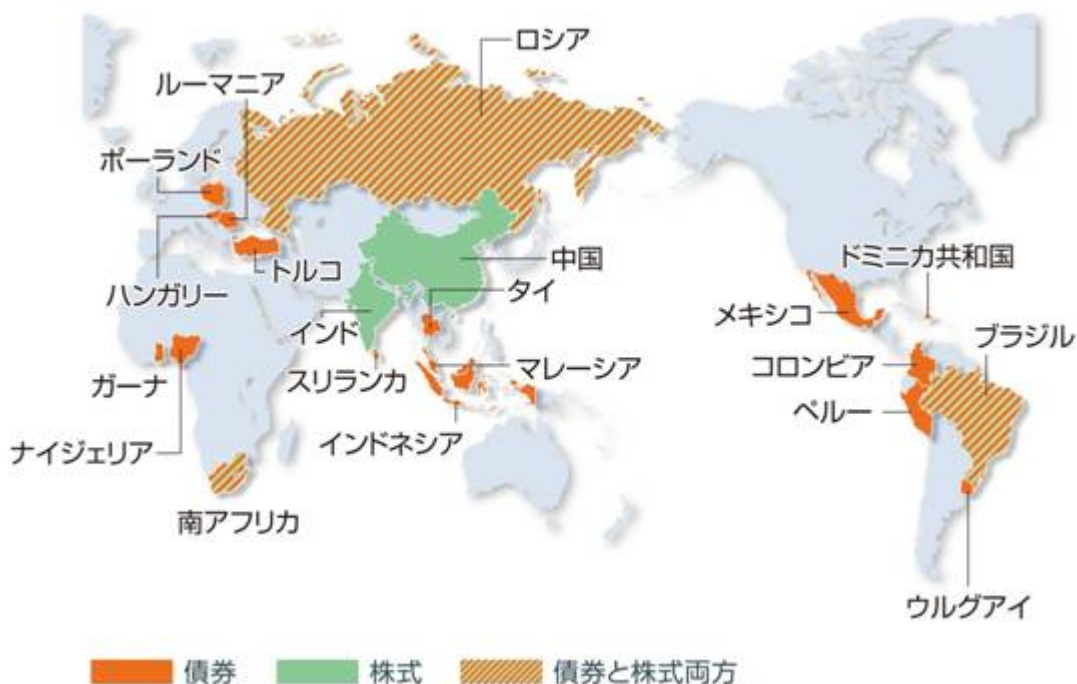 ロシア
ルーマニア
ポーランド
トルコ
ハンガリー
中国
タイ
インド
スリランカ
マレーシア
ガーナ
インドネシア
ナイジェリア
南アフリカ
ドミニカ共和国
メキシコ
ブラジル
コロンビア
ペルー
ウルグアイ
債券
株式
債券と株式両方